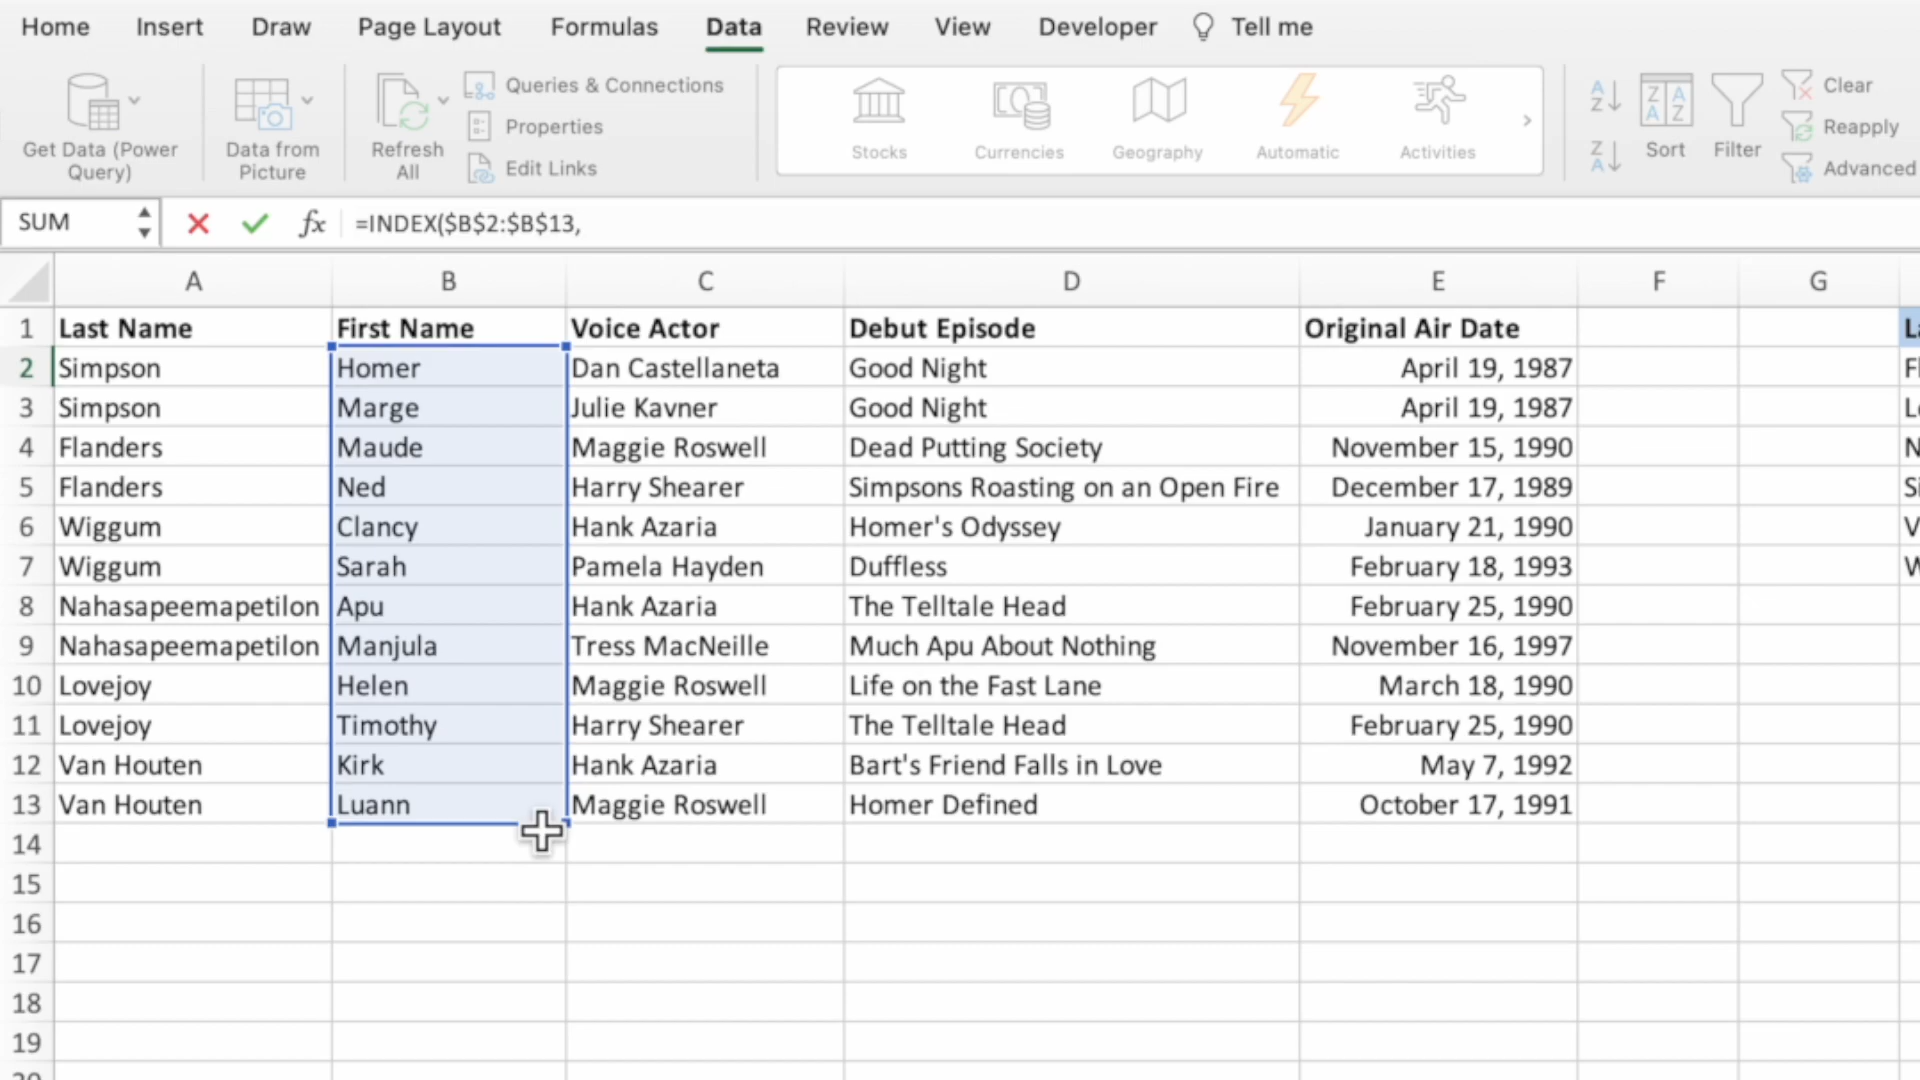 Home Insert Draw Page Layout Formulas Data Review View Developer Tell me
Get Data (Power Query)
Data from Picture
Refresh All
Queries & Connections
Properties
Edit Links
Stocks Currencies Geography Automatic Activities
A Z
Z A
Z A A Z
Sort
Filter
Clear
Reapply
Advanced
SUM fx =INDEX($B$2:$B$13,
A B C D E F G
1 Last Name First Name Voice Actor Debut Episode Original Air Date
2 Simpson Homer Dan Castellaneta Good Night April 19, 1987
3 Simpson Marge Julie Kavner Good Night April 19, 1987
4 Flanders Maude Maggie Roswell Dead Putting Society November 15, 1990
5 Flanders Ned Harry Shearer Simpsons Roasting on an Open Fire December 17, 1989
6 Wiggum Clancy Hank Azaria Homer's Odyssey January 21, 1990
7 Wiggum Sarah Pamela Hayden Duffless February 18, 1993
8 Nahasapeemapetilon Apu Hank Azaria The Telltale Head February 25, 1990
9 Nahasapeemapetilon Manjula Tress MacNeille Much Apu About Nothing November 16, 1997
10 Lovejoy Helen Maggie Roswell Life on the Fast Lane March 18, 1990
11 Lovejoy Timothy Harry Shearer The Telltale Head February 25, 1990
12 Van Houten Kirk Hank Azaria Bart's Friend Falls in Love May 7, 1992
13 Van Houten Luann Maggie Roswell Homer Defined October 17, 1991
14
15
16
17
18
19